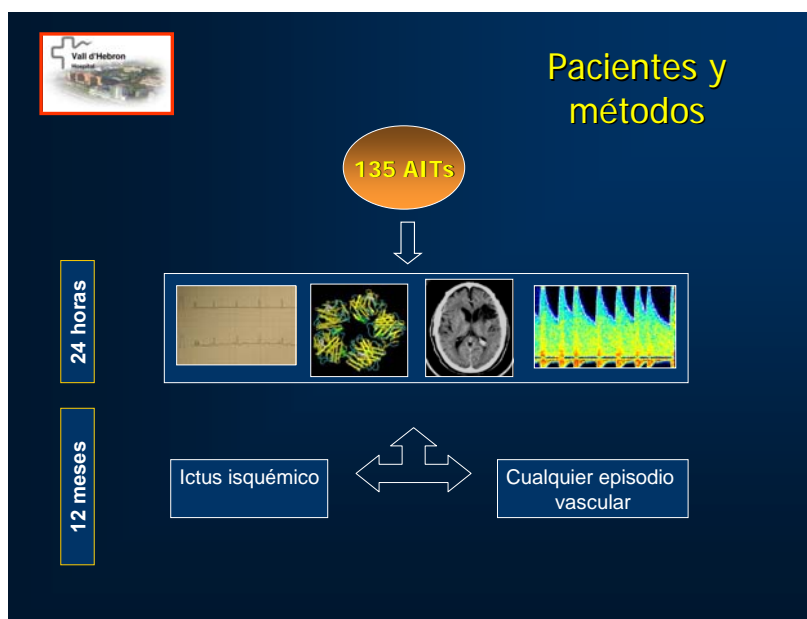 Vall d'Hebron
Hospital
Pacientes y
métodos
135 AITs
24 horas
12 meses
Ictus isquémico
Cualquier episodio
vascular